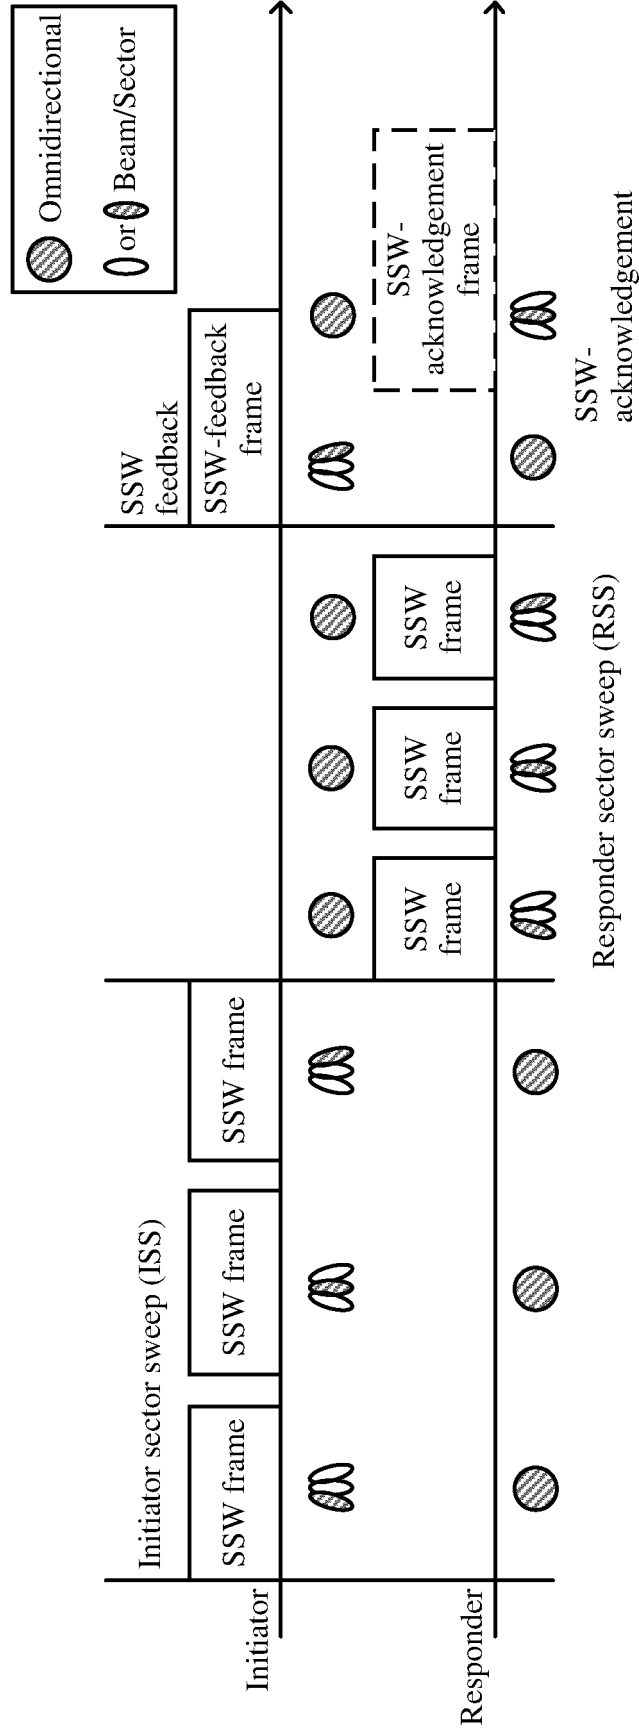 Omnidirectional
or Beam/Sector
Initiator sector sweep (ISS)
SSW
feedback
SSW frame
SSW frame
SSW frame
SSW-feedback
frame
Initiator
SSW
frame
SSW
frame
SSW
frame
SSW-
acknowledgement
frame
Responder
Responder sector sweep (RSS)
SSW-
acknowledgement